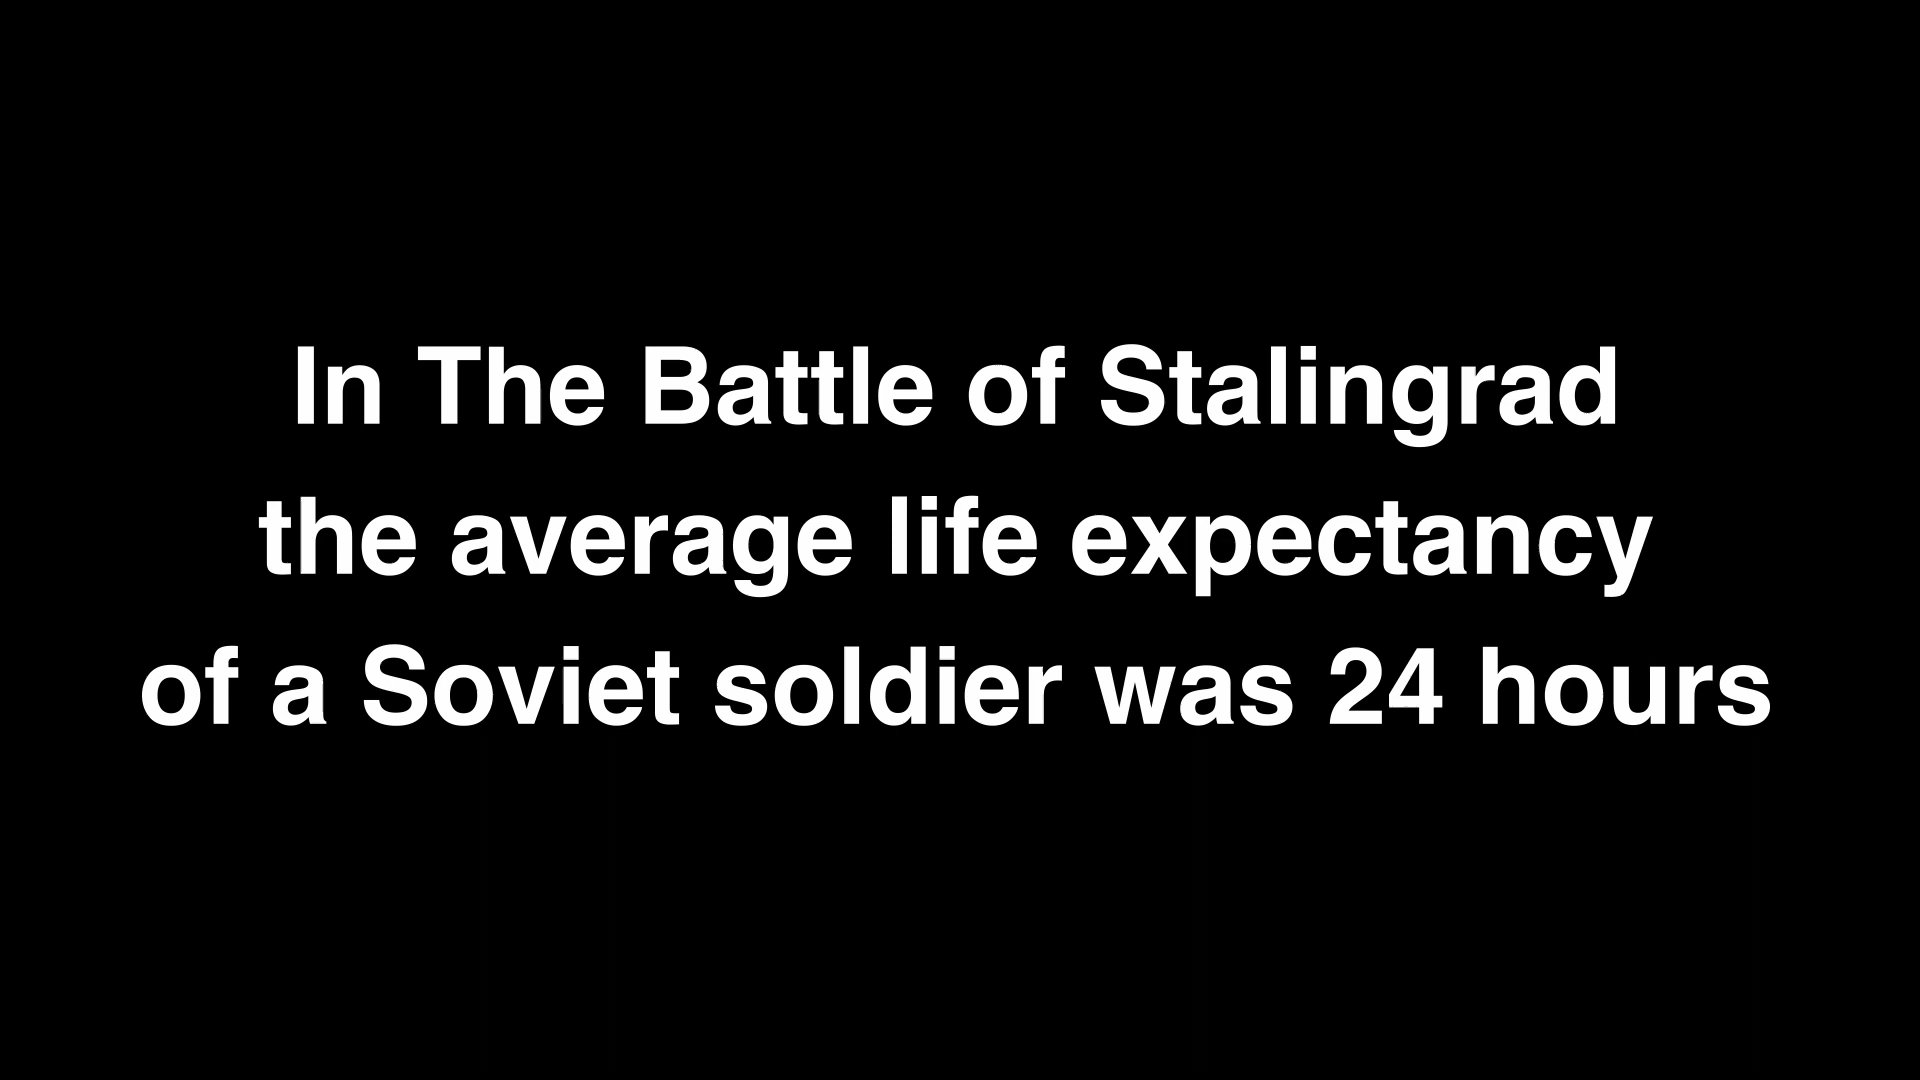 In The Battle of Stalingrad
the average life expectancy
of a Soviet soldier was 24 hours